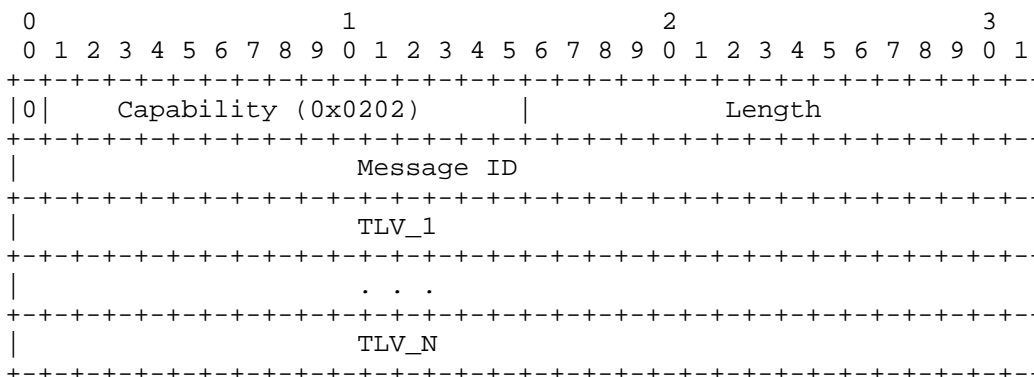 0                   1                   2                   3
 0 1 2 3 4 5 6 7 8 9 0 1 2 3 4 5 6 7 8 9 0 1 2 3 4 5 6 7 8 9 0 1
+-+-+-+-+-+-+-+-+-+-+-+-+-+-+-+-+-+-+-+-+-+-+-+-+-+-+-+-+-+-+-+-
|0|    Capability (0x0202)      |            Length
+-+-+-+-+-+-+-+-+-+-+-+-+-+-+-+-+-+-+-+-+-+-+-+-+-+-+-+-+-+-+-+-
|                     Message ID
+-+-+-+-+-+-+-+-+-+-+-+-+-+-+-+-+-+-+-+-+-+-+-+-+-+-+-+-+-+-+-+-
|                     TLV_1
+-+-+-+-+-+-+-+-+-+-+-+-+-+-+-+-+-+-+-+-+-+-+-+-+-+-+-+-+-+-+-+-
|                     . . .
+-+-+-+-+-+-+-+-+-+-+-+-+-+-+-+-+-+-+-+-+-+-+-+-+-+-+-+-+-+-+-+-
|                     TLV_N
+-+-+-+-+-+-+-+-+-+-+-+-+-+-+-+-+-+-+-+-+-+-+-+-+-+-+-+-+-+-+-+-